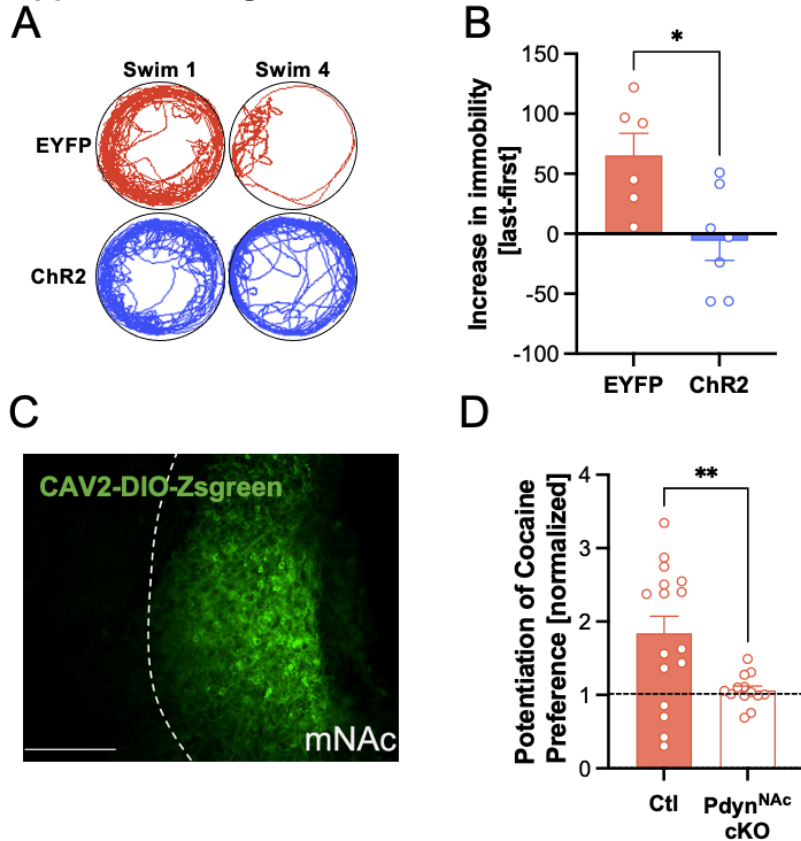 A
Swim 1 Swim 4
EYFP
ChR2
B
*
Increase in immobility
[last-first]
150
100
50
0
-50
-100
EYFP ChR2
C
CAV2-DIO-Zsgreen
mNAc
D
**
Potentiation of Cocaine
Preference [normalized]
4
3
2
1
0
Ctl Pdyn^NAc
cKO